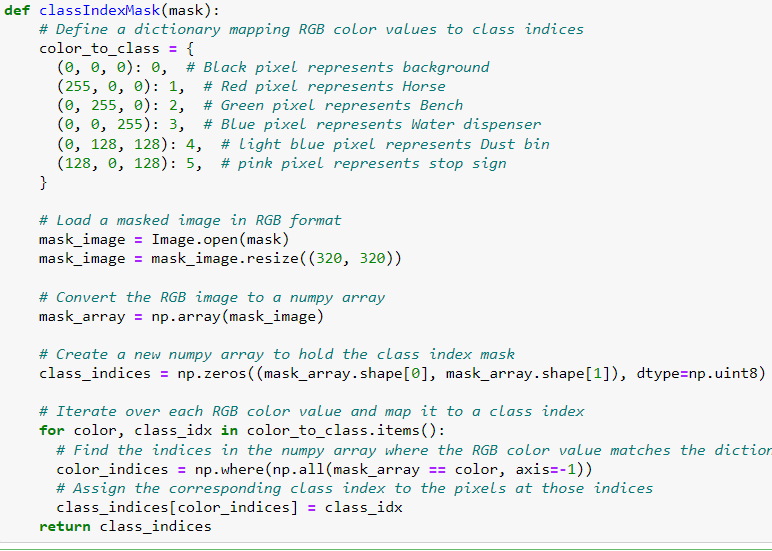 def classIndexMask(mask):
    # Define a dictionary mapping RGB color values to class indices
    color_to_class = {
      (0, 0, 0): 0,  # Black pixel represents background
      (255, 0, 0): 1,  # Red pixel represents Horse
      (0, 255, 0): 2,  # Green pixel represents Bench
      (0, 0, 255): 3,  # Blue pixel represents Water dispenser
      (0, 128, 128): 4,  # light blue pixel represents Dust bin
      (128, 0, 128): 5,  # pink pixel represents stop sign
    }

    # Load a masked image in RGB format
    mask_image = Image.open(mask)
    mask_image = mask_image.resize((320, 320))

    # Convert the RGB image to a numpy array
    mask_array = np.array(mask_image)

    # Create a new numpy array to hold the class index mask
    class_indices = np.zeros((mask_array.shape[0], mask_array.shape[1]), dtype=np.uint8)

    # Iterate over each RGB color value and map it to a class index
    for color, class_idx in color_to_class.items():
      # Find the indices in the numpy array where the RGB color value matches the diction
      color_indices = np.where(np.all(mask_array == color, axis=-1))
      # Assign the corresponding class index to the pixels at those indices
      class_indices[color_indices] = class_idx
    return class_indices